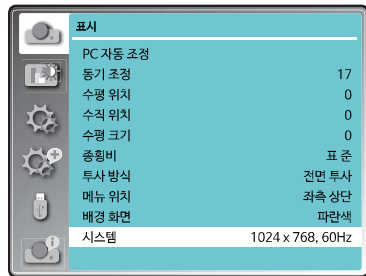 표시
PC 자동 조정
동기 조정 17
수평 위치 0
수직 위치 0
수평 크기 0
종횡비 표 준
투사 방식 전면 투사
메뉴 위치 좌측 상단
배경 화면 파란색
시스템 1024 x 768, 60Hz